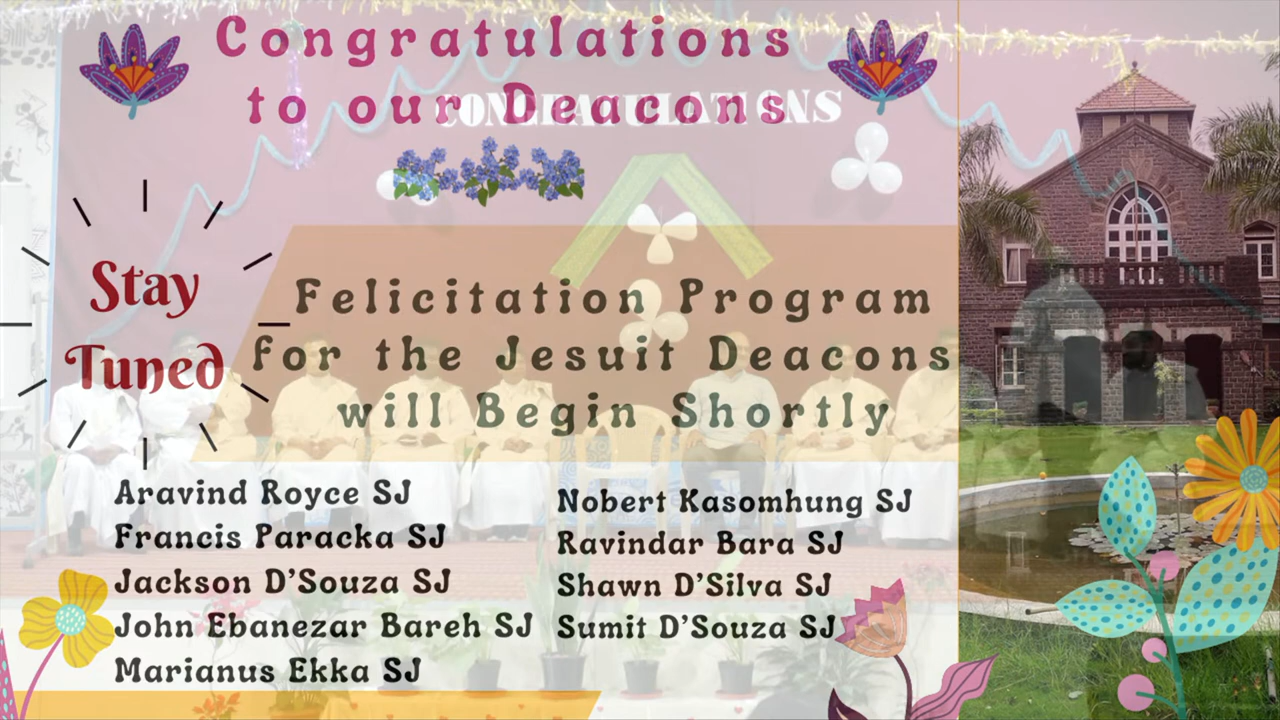 Congratulations
to our Deacons
CONGRATULATIONS
Stay
Tuned
Felicitation Program
for the Jesuit Deacons
will Begin Shortly
Aravind Royce SJ
Francis Paracka SJ
Jackson D'Souza SJ
John Ebanezar Bareh SJ
Marianus Ekka SJ
Nobert Kasomhung SJ
Ravindar Bara SJ
Shawn D'Silva SJ
Sumit D'Souza SJ